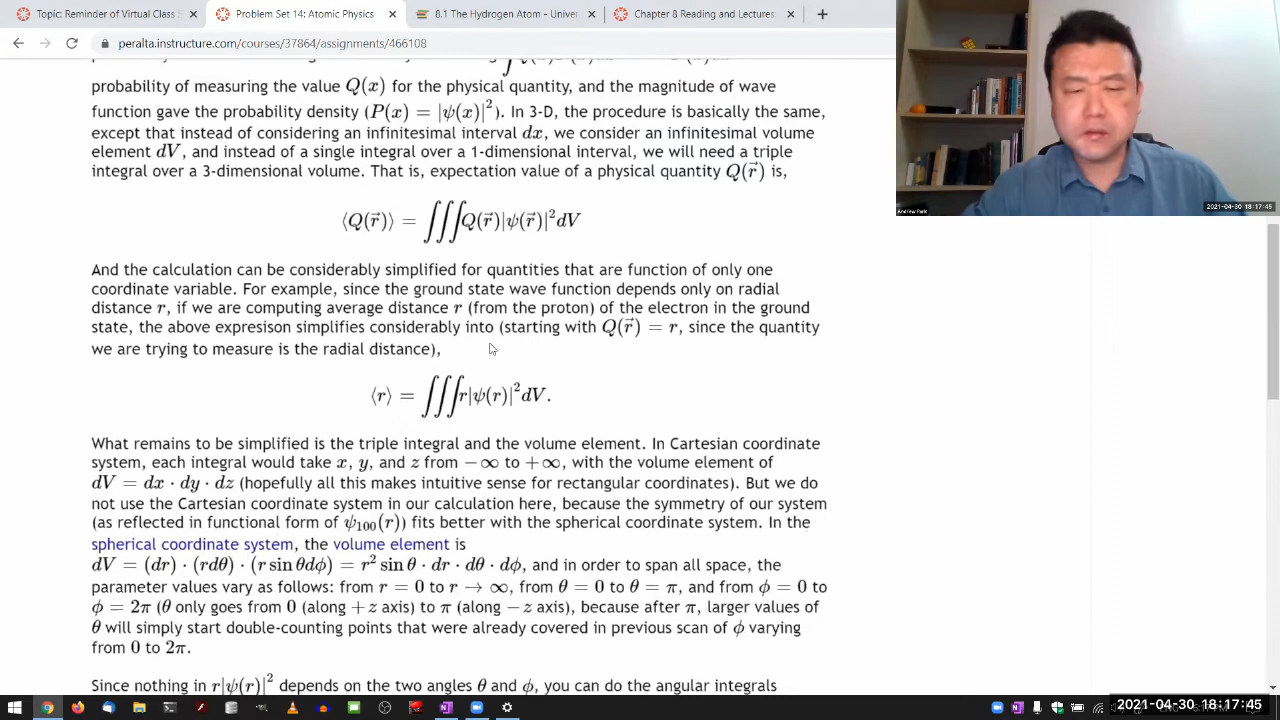 Topic: Post
Problem Set 14:
8.1 The Hydrogen Atom - Univer
Chapter 8 Reading Lectures:
peralta.instructure.com/courses/37864/assignments/466108
probability of measuring the value Q(x) for the physical quantity, and the magnitude of wave
function gave the probability density (P(x) = |ψ(x)|²). In 3-D, the procedure is basically the same,
except that instead of considering an infinitesimal interval dx, we consider an infinitesimal volume
element dV, and instead of a single integral over a 1-dimensional interval, we will need a triple
integral over a 3-dimensional volume. That is, expectation value of a physical quantity Q(r⃗) is,
⟨Q(r⃗)⟩ = ∭Q(r⃗)|ψ(r⃗)|²dV
And the calculation can be considerably simplified for quantities that are function of only one
coordinate variable. For example, since the ground state wave function depends only on radial
distance r, if we are computing average distance r (from the proton) of the electron in the ground
state, the above expresison simplifies considerably into (starting with Q(r⃗) = r, since the quantity
we are trying to measure is the radial distance),
⟨r⟩ = ∭r|ψ(r)|²dV.
What remains to be simplified is the triple integral and the volume element. In Cartesian coordinate
system, each integral would take x, y, and z from −∞ to +∞, with the volume element of
dV = dx · dy · dz (hopefully all this makes intuitive sense for rectangular coordinates). But we do
not use the Cartesian coordinate system in our calculation here, because the symmetry of our system
(as reflected in functional form of ψ₁₀₀(r)) fits better with the spherical coordinate system. In the
spherical coordinate system, the volume element is
dV = (dr) · (rdθ) · (r sin θdϕ) = r² sin θ · dr · dθ · dϕ, and in order to span all space, the
parameter values vary as follows: from r = 0 to r → ∞, from θ = 0 to θ = π, and from ϕ = 0 to
ϕ = 2π (θ only goes from 0 (along +z axis) to π (along −z axis), because after π, larger values of
θ will simply start double-counting points that were already covered in previous scan of ϕ varying
from 0 to 2π.
Since nothing in r|ψ(r)|² depends on the two angles θ and ϕ, you can do the angular integrals
Andrew Park
2021-04-30 18:17:45
2021-04-30 18:17:45